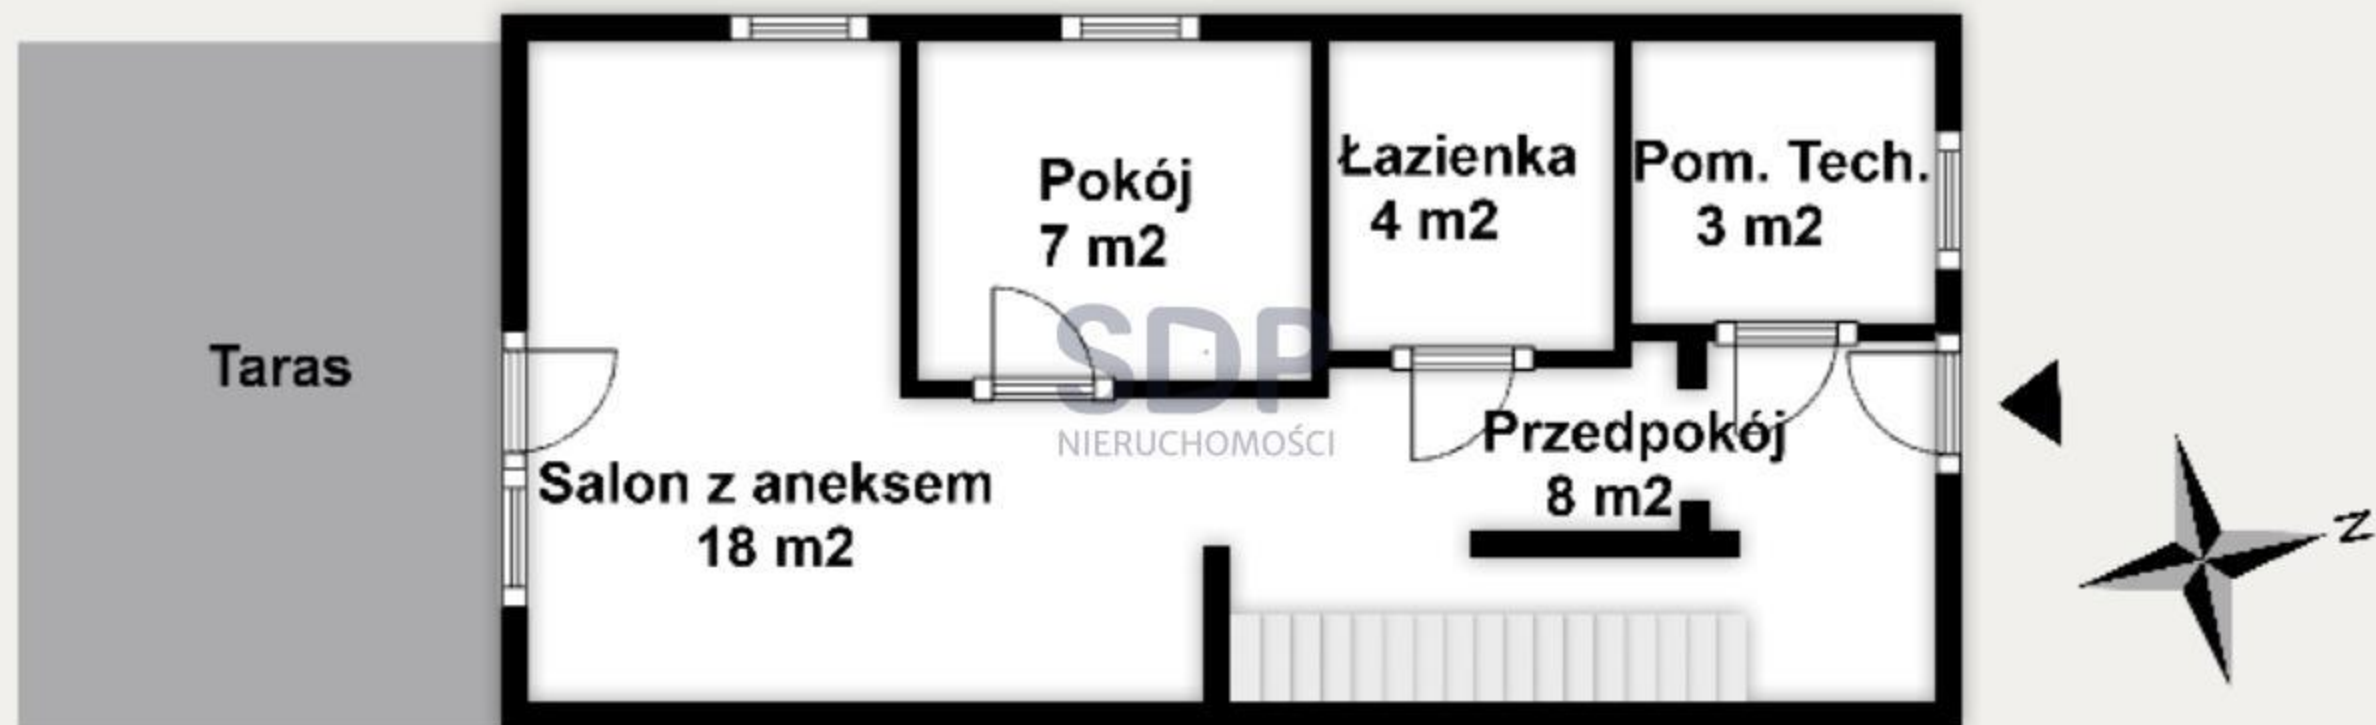 Pokój
7 m2
Łazienka
4 m2
Pom. Tech.
3 m2
Taras
SDP
NIERUCHOMOŚCI
Przedpokój
8 m2
Salon z aneksem
18 m2
N